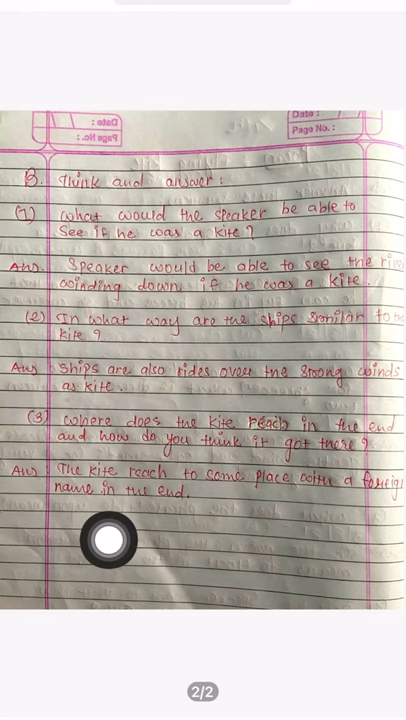 Date :
Page No. :
Date :
Page No. :
B. Think and answer :
(1) What would the speaker be able to
see if he was a kite ?
Ans. Speaker would be able to see the rive
winding down if he was a kite.
(2) In what way are the ships similar to the
kite ?
Ans ships are also rides over the strong winds
as kite.
(3) Where does the kite reach in the end
and how do you think it got there ?
Ans : The kite reach to some place with a foreign
name in the end.
2/2